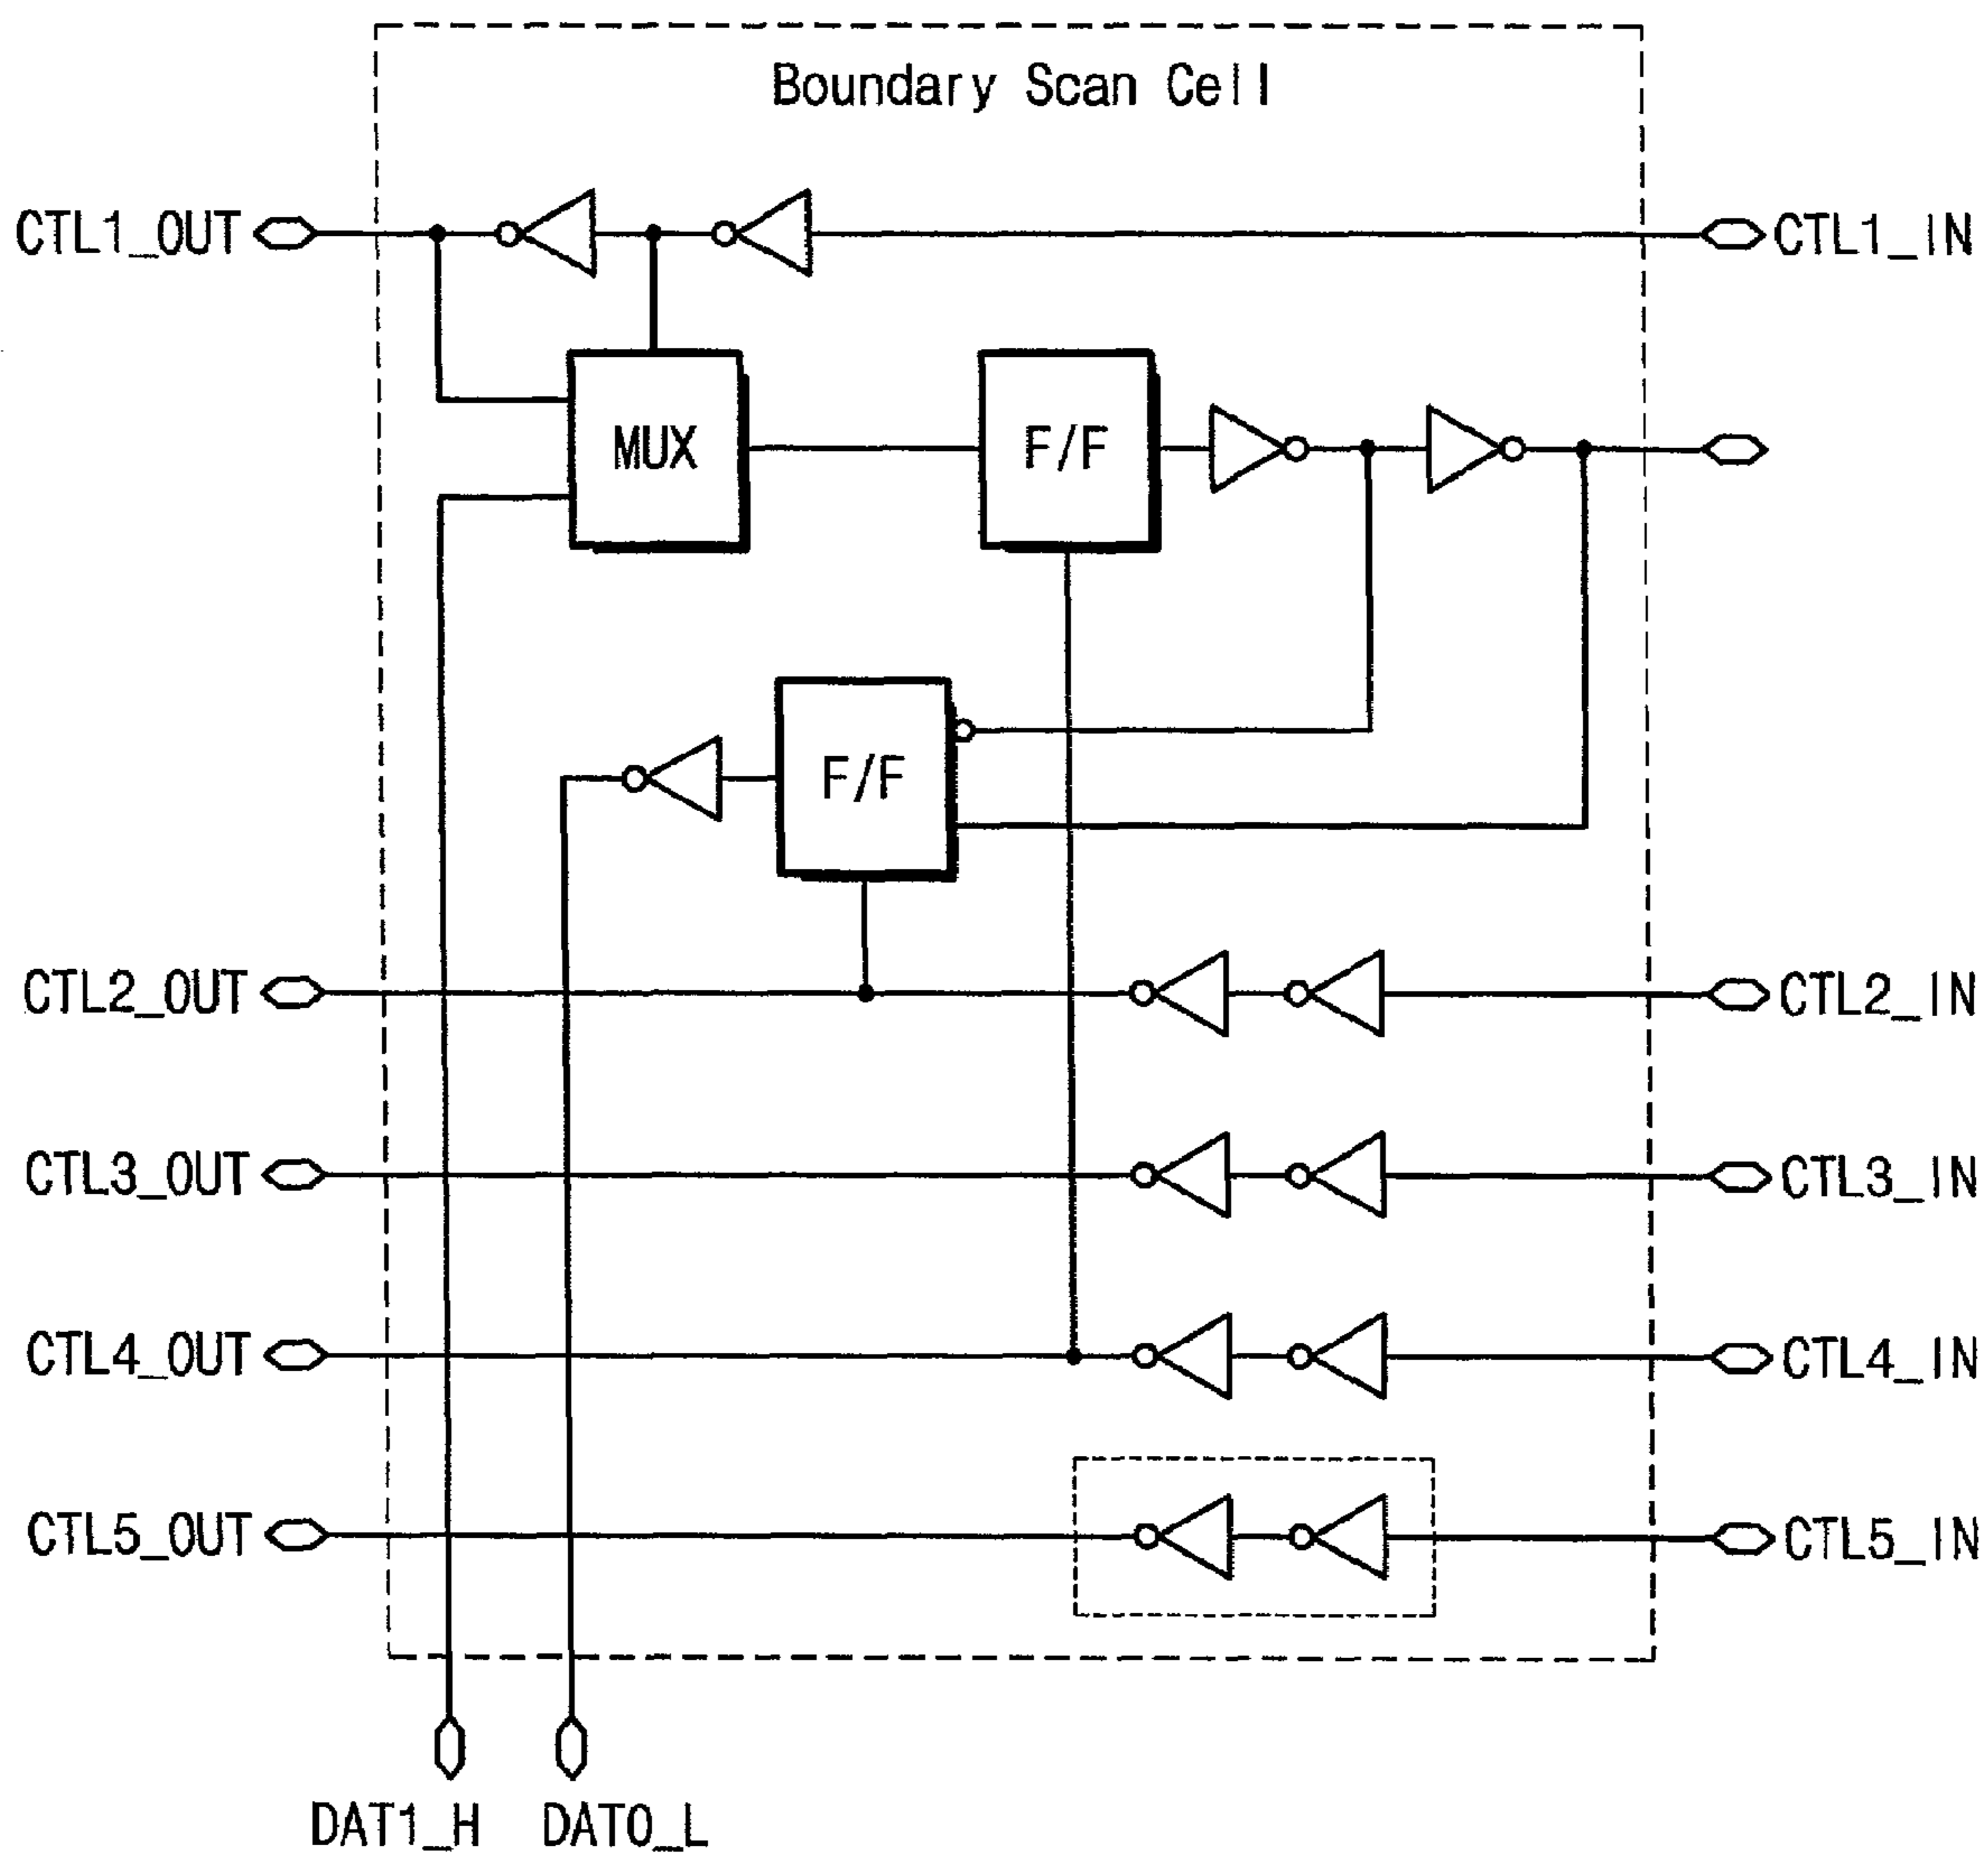 Boundary Scan Cell
CTL1_OUT
CTL1_IN
MUX
F/F
F/F
CTL2_OUT
CTL2_IN
CTL3_OUT
CTL3_IN
CTL4_OUT
CTL4_IN
CTL5_OUT
CTL5_IN
DAT1_H
DAT0_L